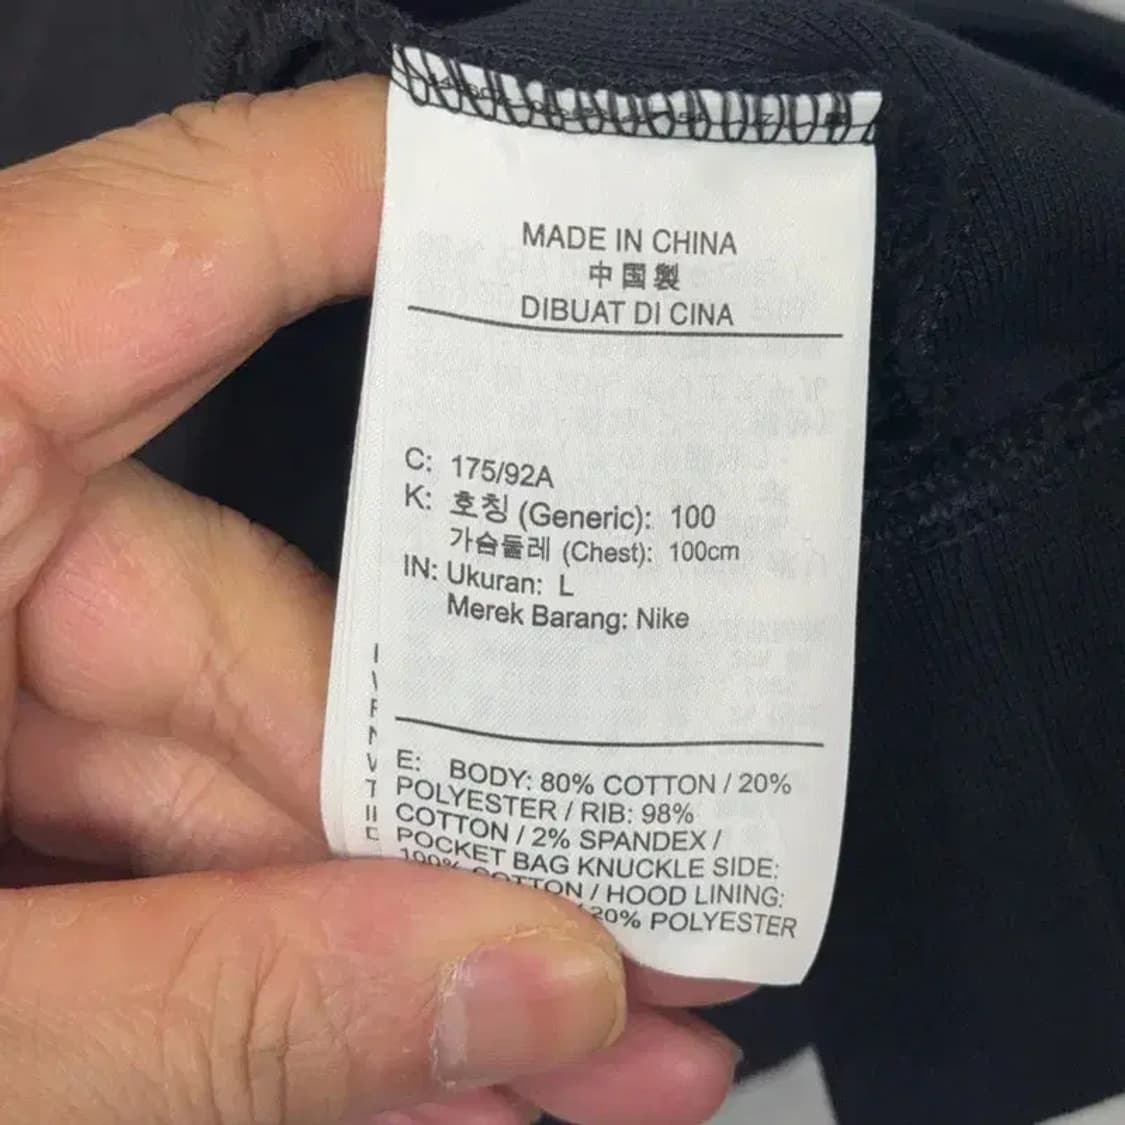 MADE IN CHINA
中国製
DIBUAT DI CINA
C: 175/92A
K: 호칭 (Generic): 100
가슴둘레 (Chest): 100cm
IN: Ukuran: L
Merek Barang: Nike
E: BODY: 80% COTTON / 20%
POLYESTER / RIB: 98%
COTTON / 2% SPANDEX /
POCKET BAG KNUCKLE SIDE:
100% COTTON / HOOD LINING:
20% POLYESTER